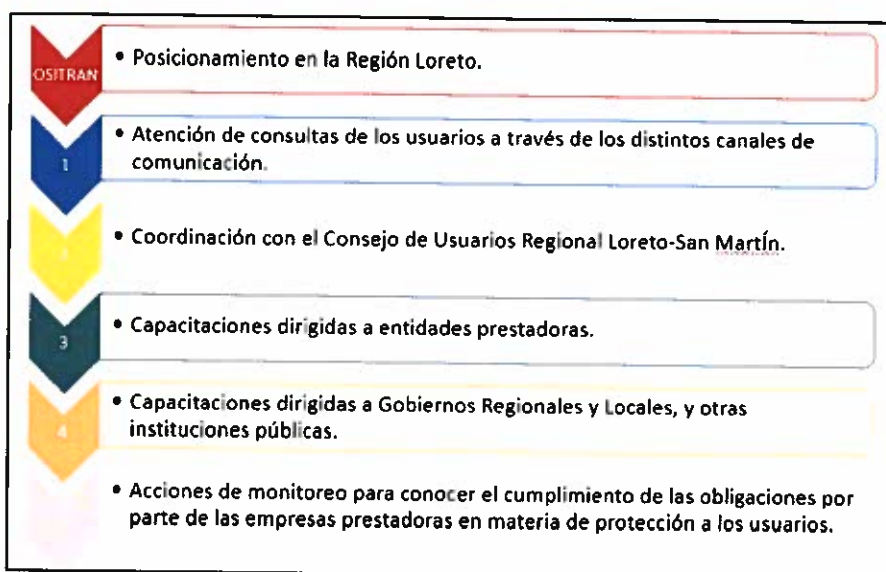 OSITRAN
• Posicionamiento en la Región Loreto.
1
• Atención de consultas de los usuarios a través de los distintos canales de
comunicación.
• Coordinación con el Consejo de Usuarios Regional Loreto-San Martín.
3
• Capacitaciones dirigidas a entidades prestadoras.
4
• Capacitaciones dirigidas a Gobiernos Regionales y Locales, y otras
instituciones públicas.
• Acciones de monitoreo para conocer el cumplimiento de las obligaciones por
parte de las empresas prestadoras en materia de protección a los usuarios.